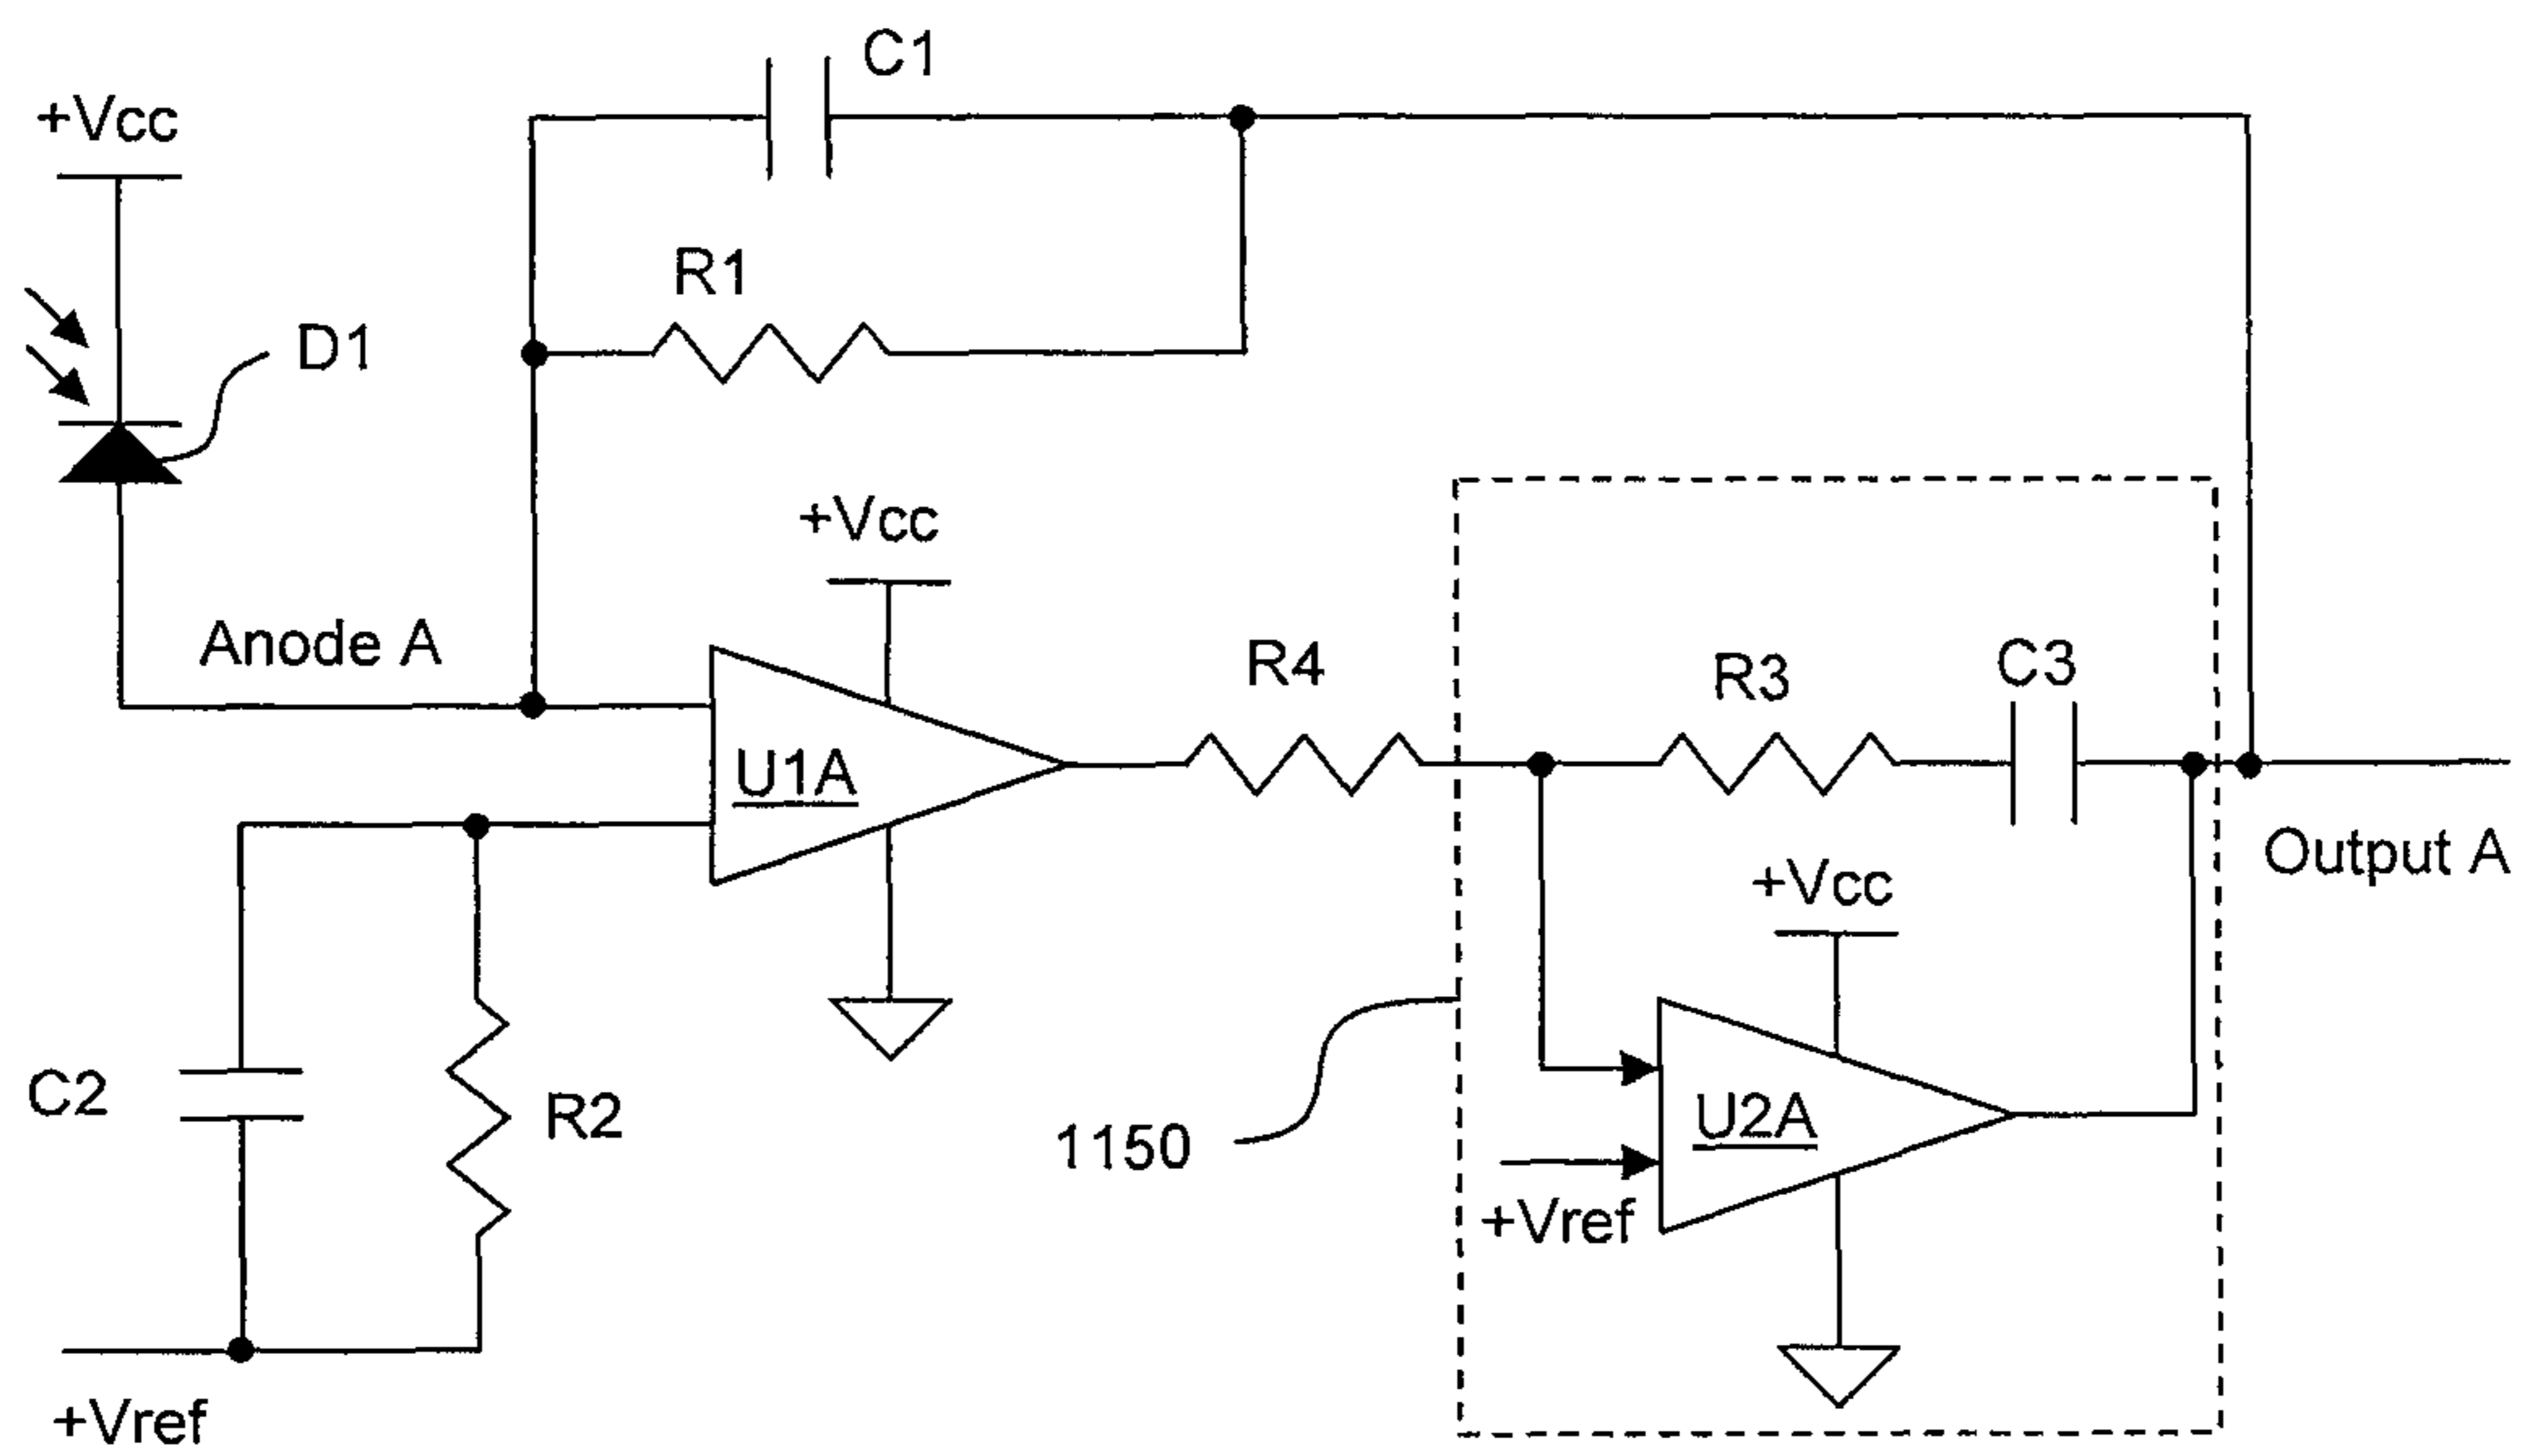 C1
+Vcc
R1
D1
+Vcc
Anode A
R4
R3
C3
U1A
Output A
+Vcc
C2
R2
1150
U2A
+Vref
+Vref